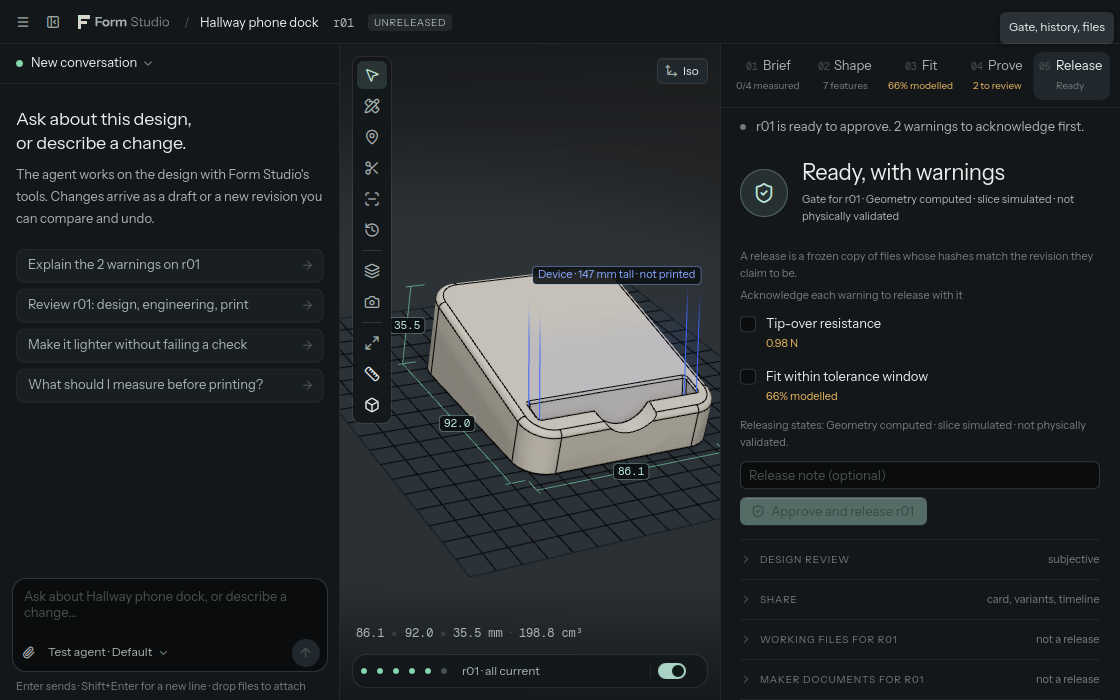 Form Studio / Hallway phone dock r01 UNRELEASED
Gate, history, files
New conversation
Ask about this design,
or describe a change.
The agent works on the design with Form Studio's
tools. Changes arrive as a draft or a new revision you
can compare and undo.
Explain the 2 warnings on r01
Review r01: design, engineering, print
Make it lighter without failing a check
What should I measure before printing?
Ask about Hallway phone dock, or describe a
change...
Test agent · Default
Enter sends · Shift+Enter for a new line · drop files to attach
Iso
Device · 147 mm tall · not printed
35.5
92.0
86.1
86.1 × 92.0 × 35.5 mm · 198.8 cm³
r01 · all current
01 Brief
0/4 measured
02 Shape
7 features
03 Fit
66% modelled
04 Prove
2 to review
05 Release
Ready
r01 is ready to approve. 2 warnings to acknowledge first.
Ready, with warnings
Gate for r01 · Geometry computed · slice simulated · not
physically validated
A release is a frozen copy of files whose hashes match the revision they
claim to be.
Acknowledge each warning to release with it
Tip-over resistance
0.98 N
Fit within tolerance window
66% modelled
Releasing states: Geometry computed · slice simulated · not physically
validated.
Release note (optional)
Approve and release r01
DESIGN REVIEW subjective
SHARE card, variants, timeline
WORKING FILES FOR R01 not a release
MAKER DOCUMENTS FOR R01 not a release